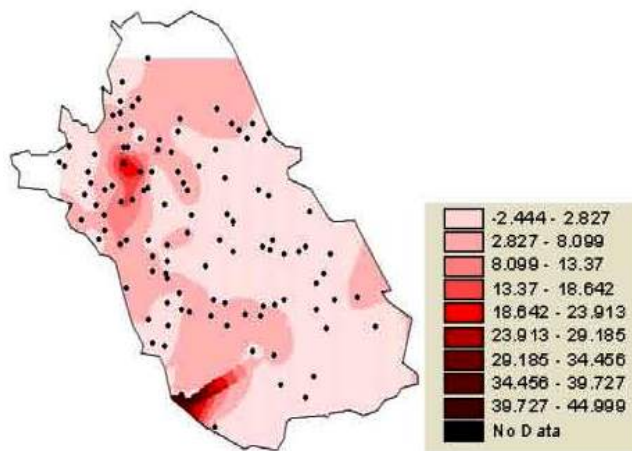 -2.444 - 2.827
2.827 - 8.099
8.099 - 13.37
13.37 - 18.642
18.642 - 23.913
23.913 - 29.185
29.185 - 34.456
34.456 - 39.727
39.727 - 44.999
No Data